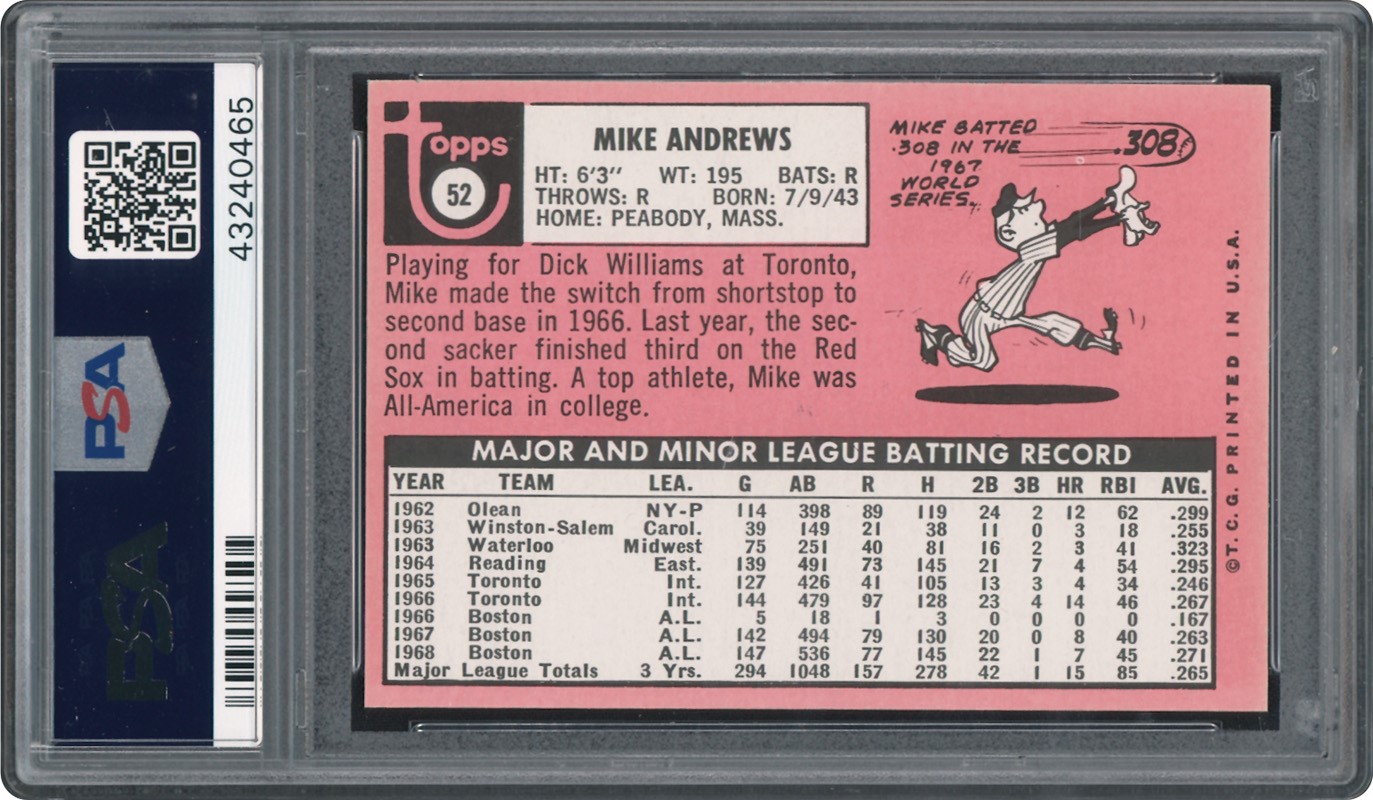 43240465
PSA
PSA
topps
52
MIKE ANDREWS
HT: 6'3" WT: 195 BATS: R
THROWS: R BORN: 7/9/43
HOME: PEABODY, MASS.
MIKE BATTED
.308 IN THE
1967
WORLD
SERIES.
.308
Playing for Dick Williams at Toronto,
Mike made the switch from shortstop to
second base in 1966. Last year, the sec-
ond sacker finished third on the Red
Sox in batting. A top athlete, Mike was
All-America in college.
MAJOR AND MINOR LEAGUE BATTING RECORD
YEAR TEAM LEA. G AB R H 2B 3B HR RBI AVG.
1962 Olean NY-P 114 398 89 119 24 2 12 62 .299
1963 Winston-Salem Carol. 39 149 21 38 11 0 3 18 .255
1963 Waterloo Midwest 75 251 40 81 16 2 3 41 .323
1964 Reading East. 139 491 73 145 21 7 4 54 .295
1965 Toronto Int. 127 426 41 105 13 3 4 34 .246
1966 Toronto Int. 144 479 97 128 23 4 14 46 .267
1966 Boston A.L. 5 18 1 3 0 0 0 0 .167
1967 Boston A.L. 142 494 79 130 20 0 8 40 .263
1968 Boston A.L. 147 536 77 145 22 1 7 45 .271
Major League Totals 3 Yrs. 294 1048 157 278 42 1 15 85 .265
©T.C.G. PRINTED IN U.S.A.